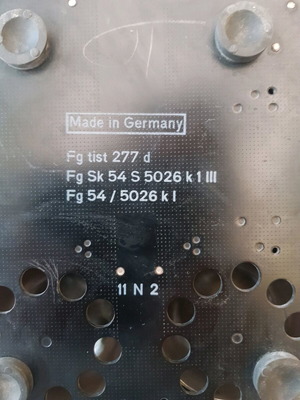 Made in Germany
Fg tist 277 d
Fg Sk 54 S 5026 k 1 III
Fg 54 / 5026 k I
11 N 2